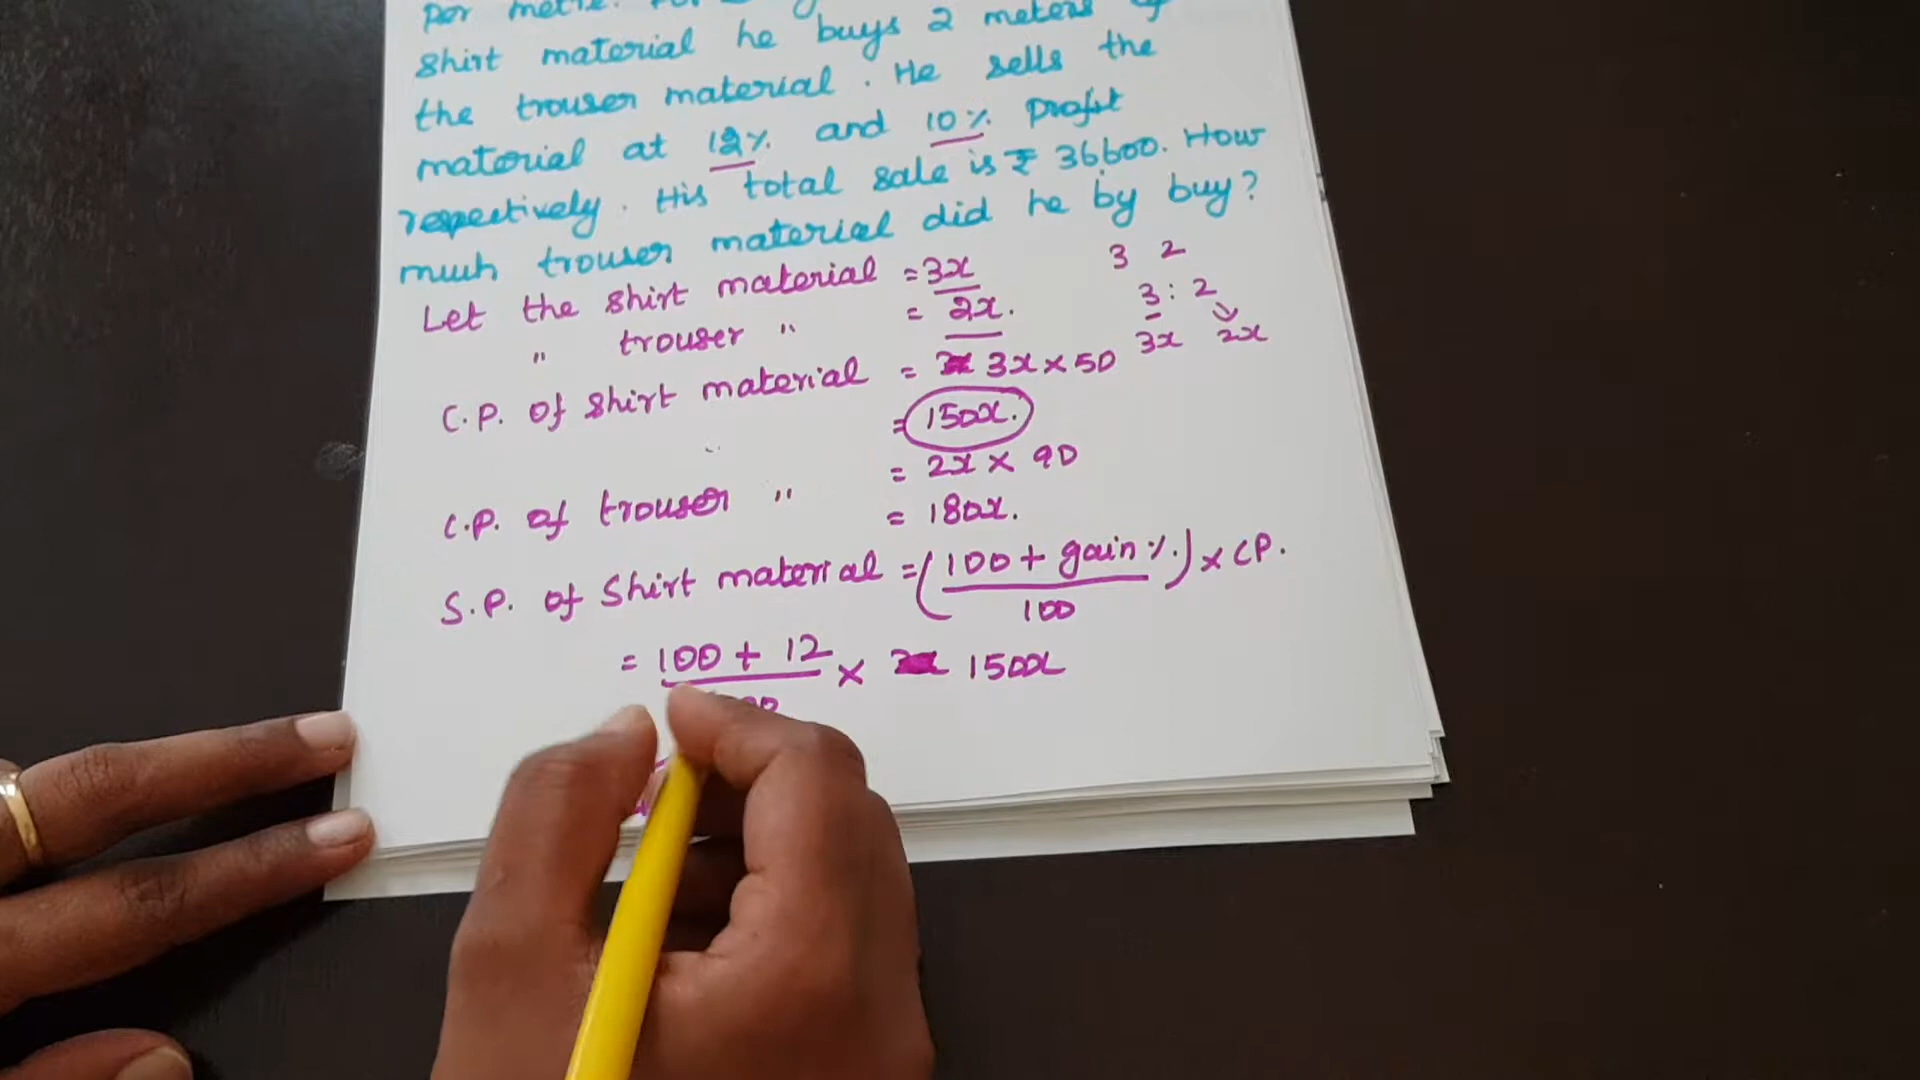 per metre.
shirt material he buys 2 meters of
the trouser material. He sells the
material at 12% and 10% Profit
respectively. His total sale is ₹ 36600. How
much trouser material did he by buy?
Let the shirt material = 3x
3 2
" trouser " = 2x.
3 : 2
3x 2x
C.P. of shirt material = 3x × 50
= 150x.
= 2x × 90
C.P. of trouser " = 180x.
S.P. of Shirt material = (100 + gain%. / 100) × CP.
= 100 + 12 × 150x